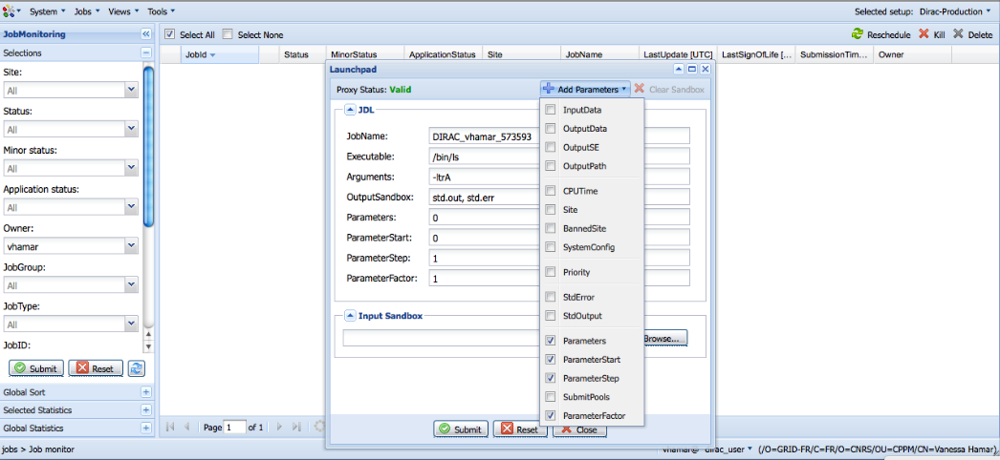 System Jobs Views Tools Selected setup: Dirac-Production
JobMonitoring
Select All Select None Reschedule Kill Delete
Selections
JobId Status MinorStatus ApplicationStatus Site JobName LastUpdate [UTC] LastSignOfLife [... SubmissionTim... Owner
Site:
All
Status:
All
Minor status:
All
Application status:
All
Owner:
vhamar
JobGroup:
All
JobType:
All
JobID:
Submit Reset
Global Sort
Selected Statistics
Global Statistics
Launchpad
Proxy Status: Valid Add Parameters Clear Sandbox
JDL
JobName: DIRAC_vhamar_573593
Executable: /bin/ls
Arguments: -ltrA
OutputSandbox: std.out, std.err
Parameters: 0
ParameterStart: 0
ParameterStep: 1
ParameterFactor: 1
Input Sandbox
Browse...
InputData
OutputData
OutputSE
OutputPath
CPUTime
Site
BannedSite
SystemConfig
Priority
StdError
StdOutput
Parameters
ParameterStart
ParameterStep
SubmitPools
ParameterFactor
Submit Reset Close
Page 1 of 1
jobs > Job monitor vhamar@ dirac_user (/O=GRID-FR/C=FR/O=CNRS/OU=CPPM/CN=Vanessa Hamar)